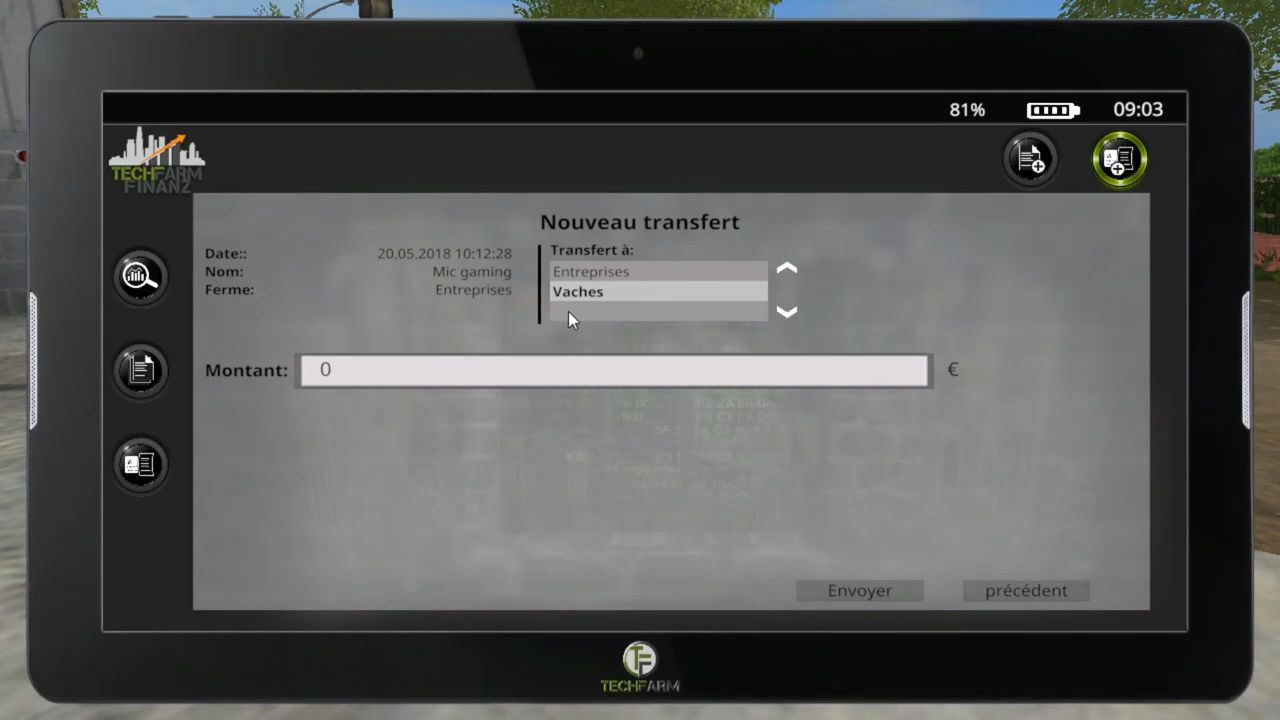 81%
09:03
TECHFARM
FINANZ
Nouveau transfert
Date::
20.05.2018 10:12:28
Nom:
Mic gaming
Ferme:
Entreprises
Transfert à:
Entreprises
Vaches
Montant:
0
€
Envoyer
précédent
TECHFARM